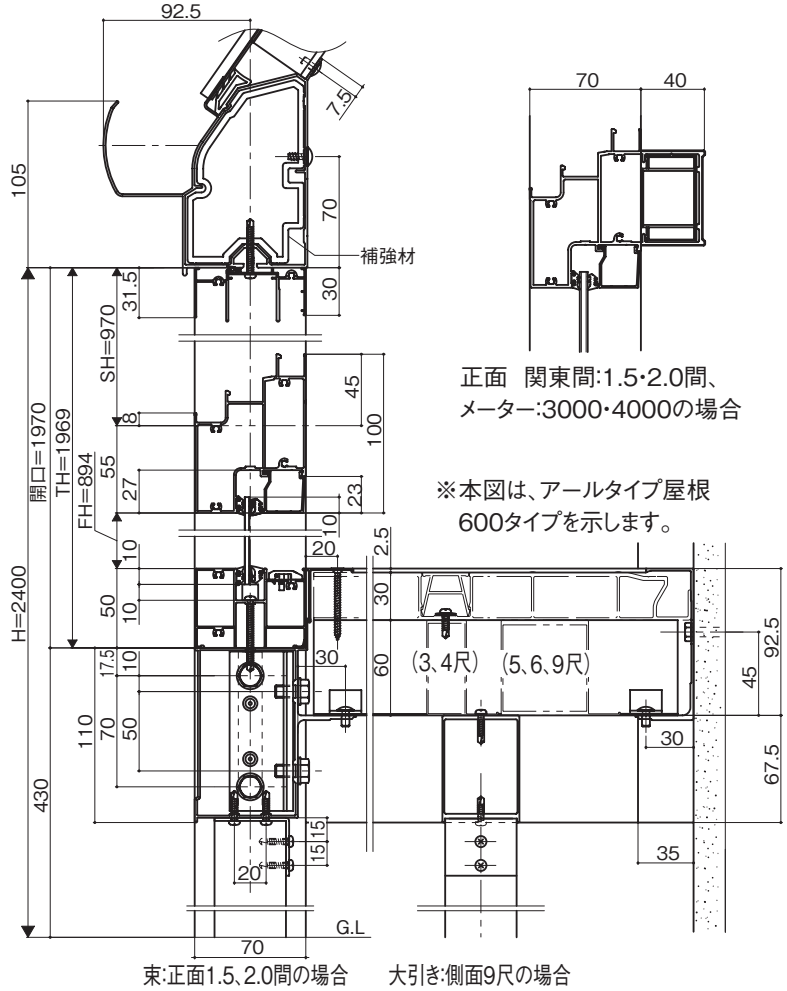 92.5
7.5
105
70
補強材
30
31.5
SH=970
8
45
100
開口=1970
TH=1969
55
27
23
10
FH=894
H=2400
10
50
10
20
2.5
30
60
(3、4尺)
(5、6、9尺)
92.5
45
30
67.5
35
17.5
10
30
110
70
50
430
15
15
20
G.L
70
束:正面1.5、2.0間の場合
大引き:側面9尺の場合
70
40
正面 関東間:1.5・2.0間、
メーター:3000・4000の場合
※本図は、アールタイプ屋根
600タイプを示します。